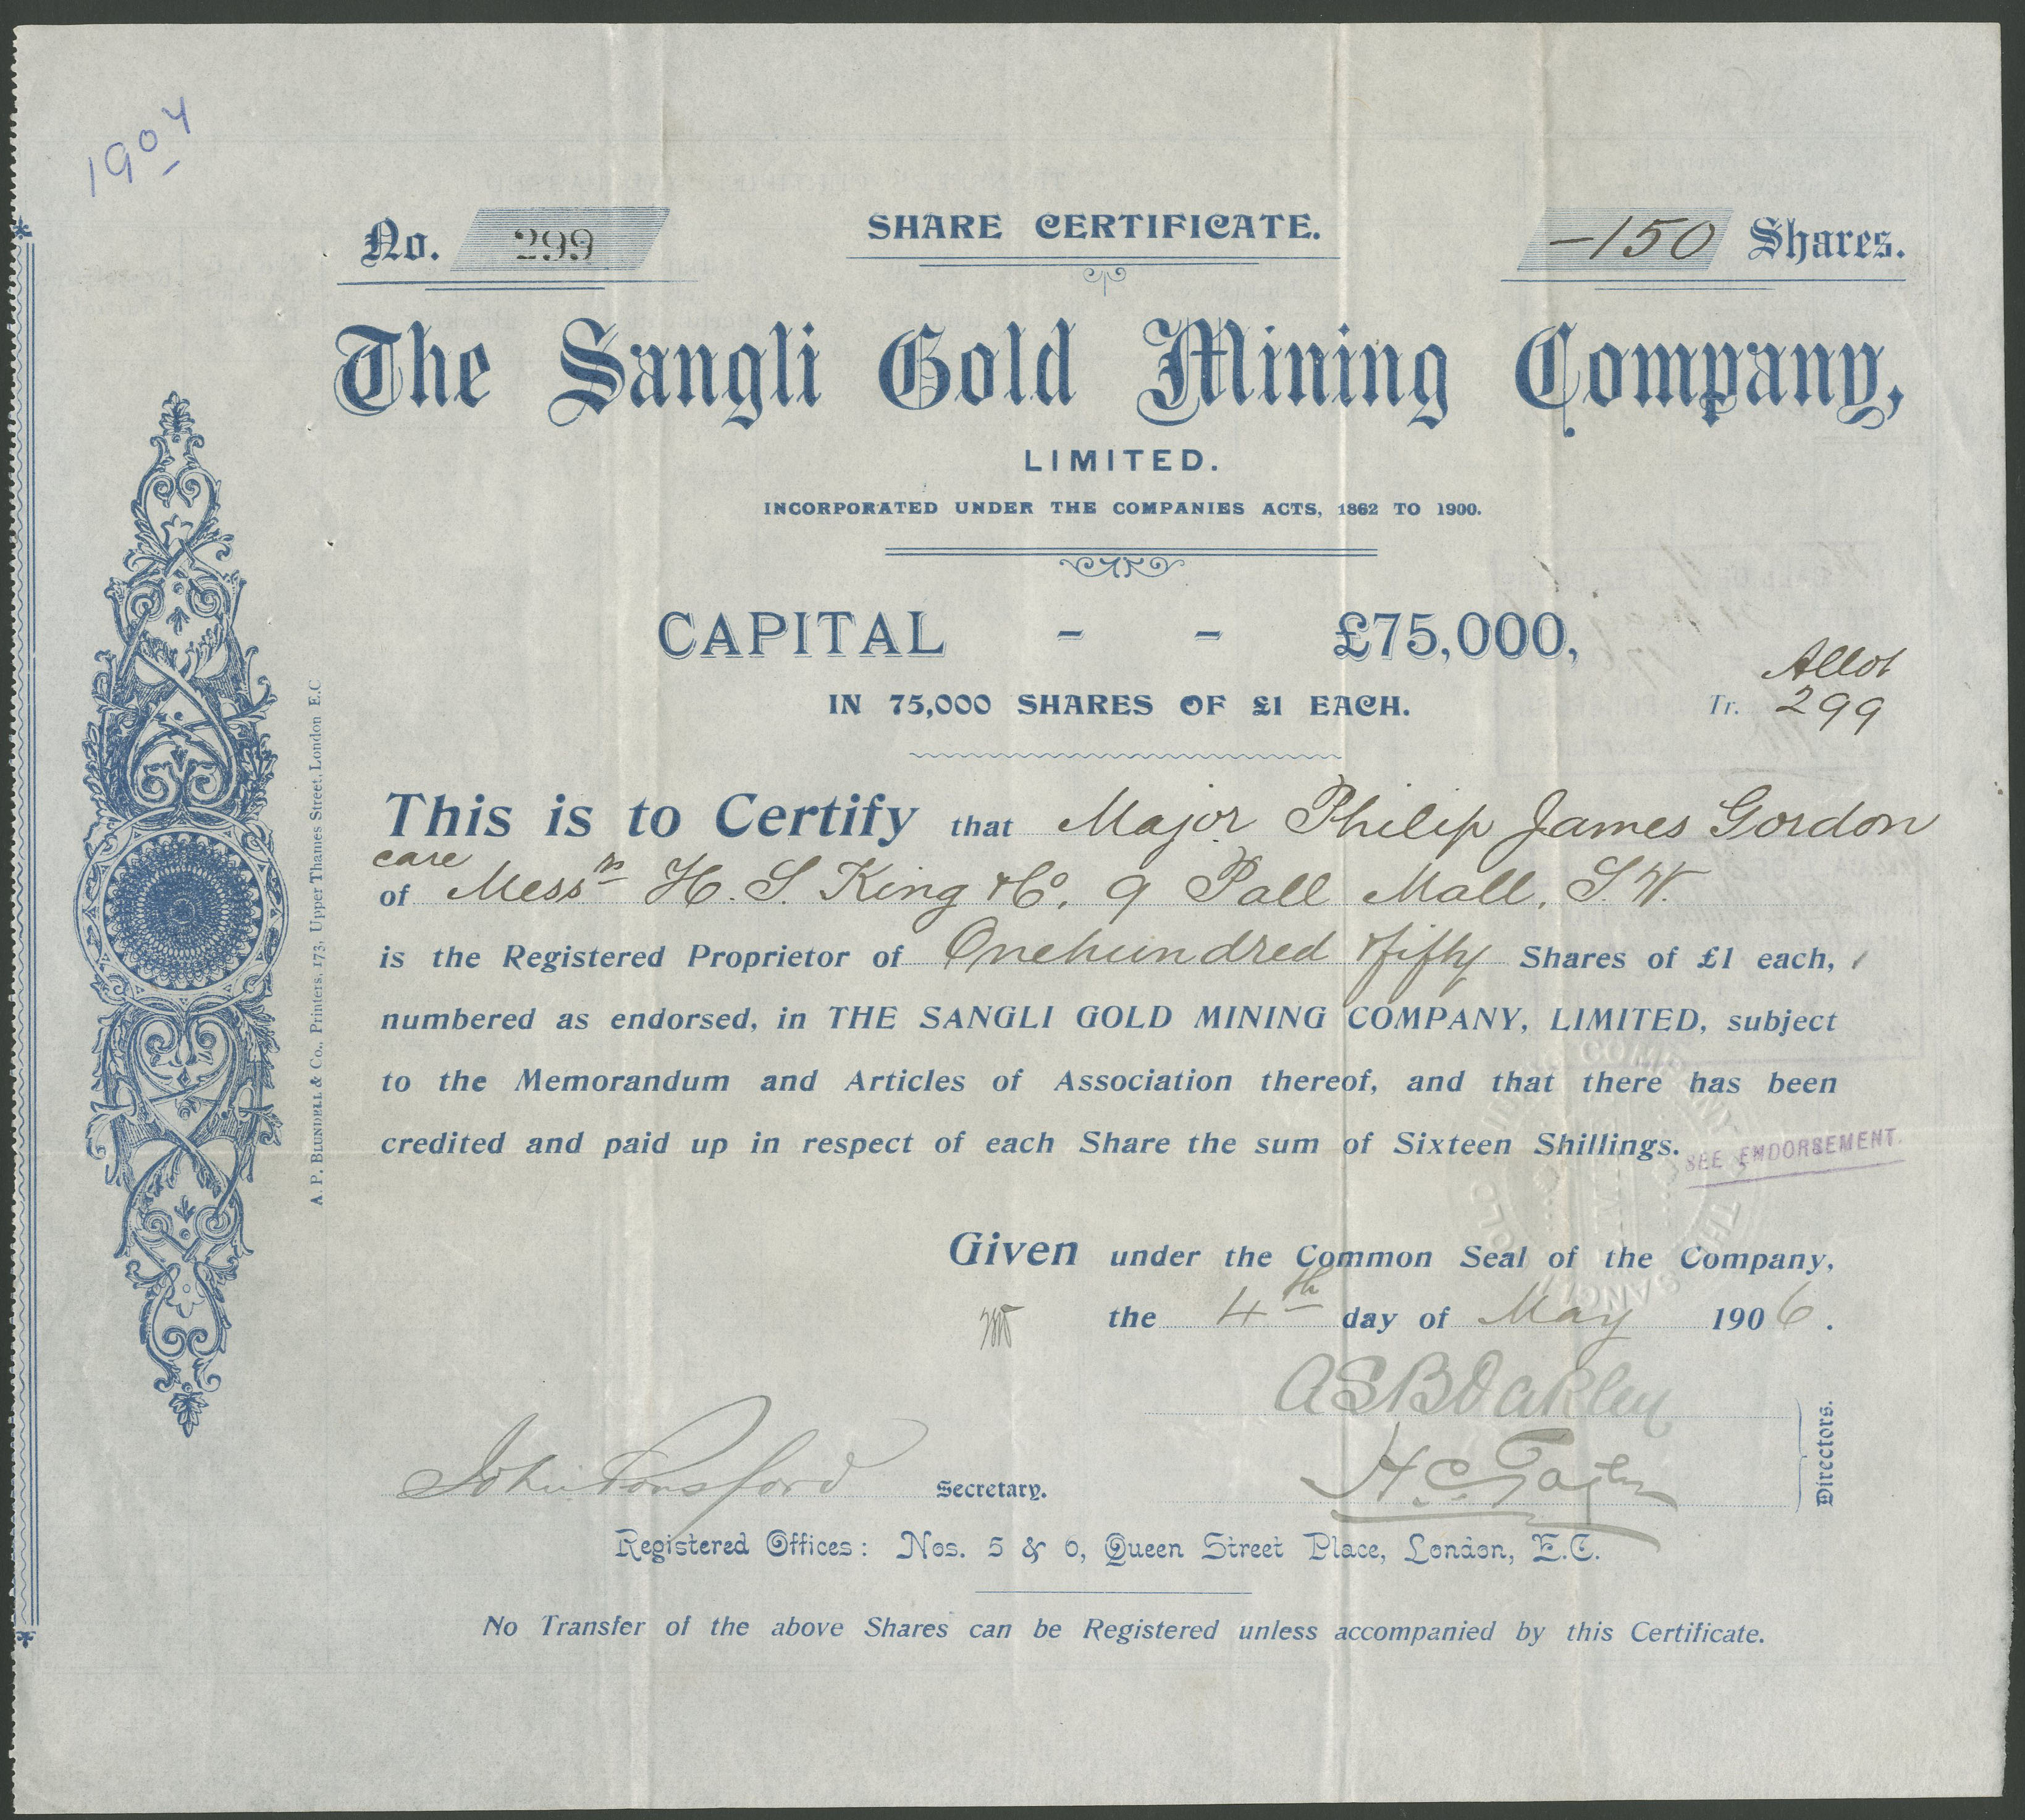 1904
No. 299
SHARE CERTIFICATE.
-150 Shares.
The Sangli Gold Mining Company,
LIMITED.
INCORPORATED UNDER THE COMPANIES ACTS, 1862 TO 1900.
CAPITAL - - £75,000,
IN 75,000 SHARES OF £1 EACH.
Allot
Tr. 299
This is to Certify that Major Philip James Gordon
care
of Messrs H. S. King & Co, 9 Pall Mall, S.W.
is the Registered Proprietor of One hundred & fifty Shares of £1 each,
numbered as endorsed, in THE SANGLI GOLD MINING COMPANY, LIMITED, subject
to the Memorandum and Articles of Association thereof, and that there has been
credited and paid up in respect of each Share the sum of Sixteen Shillings.
SEE ENDORSEMENT.
Given under the Common Seal of the Company,
the 4th day of May 1906.
A S B Oakley
John Ponsford Secretary.
H. C. Tayler
Directors.
Registered Offices: Nos. 5 & 6, Queen Street Place, London, E.C.
No Transfer of the above Shares can be Registered unless accompanied by this Certificate.
A. P. BLUNDELL & Co., Printers, 173, Upper Thames Street, London E.C